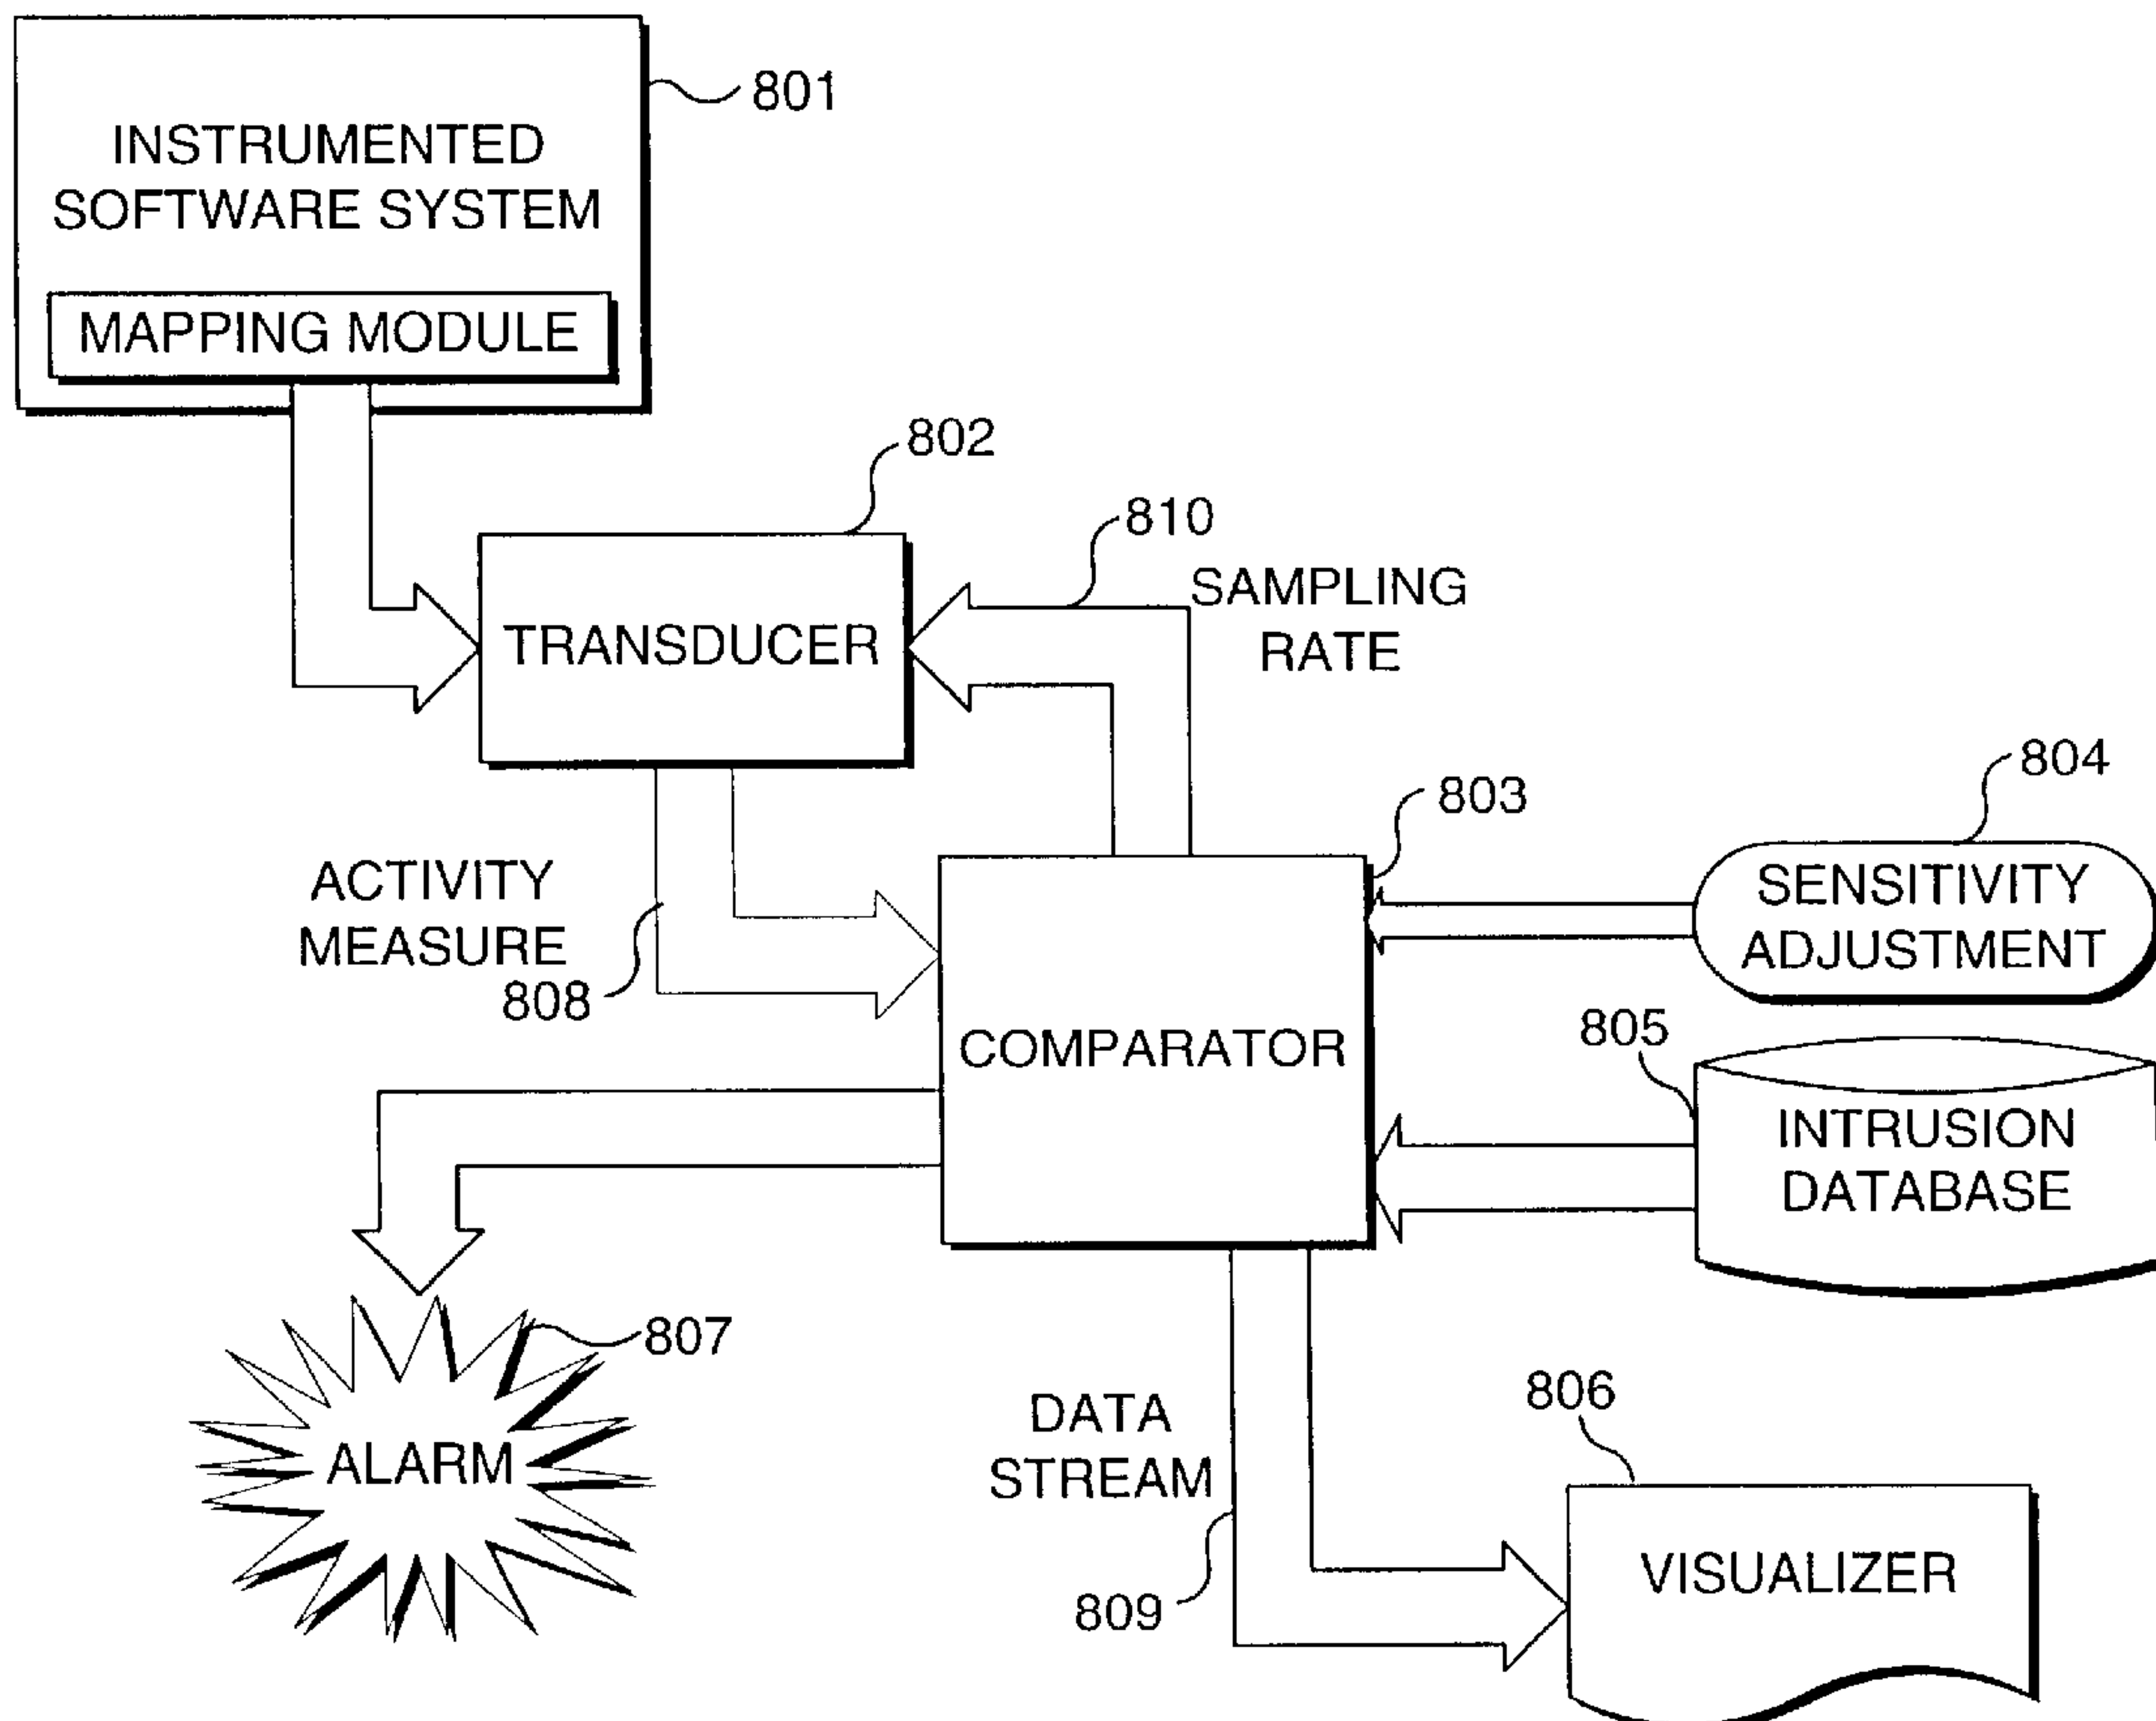 801
INSTRUMENTED
SOFTWARE SYSTEM
MAPPING MODULE
802
810
SAMPLING
RATE
TRANSDUCER
804
803
SENSITIVITY
ADJUSTMENT
ACTIVITY
MEASURE
808
805
COMPARATOR
INTRUSION
DATABASE
807
ALARM
DATA
STREAM
806
809
VISUALIZER